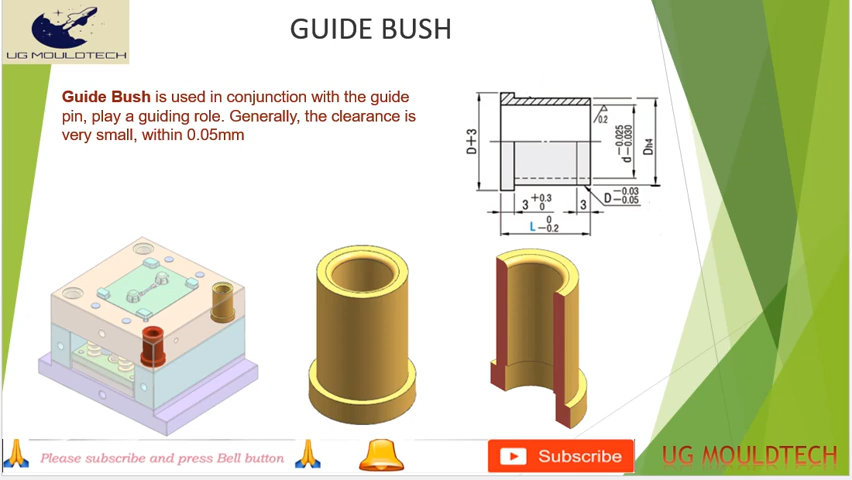 UG MOULDTECH
GUIDE BUSH
Guide Bush is used in conjunction with the guide
pin, play a guiding role. Generally, the clearance is
very small, within 0.05mm
D+3
0.2
d-0.025
-0.030
Dh4
3 +0.3
0
3
D-0.03
-0.05
L 0
-0.2
Please subscribe and press Bell button
Subscribe
UG MOULDTECH